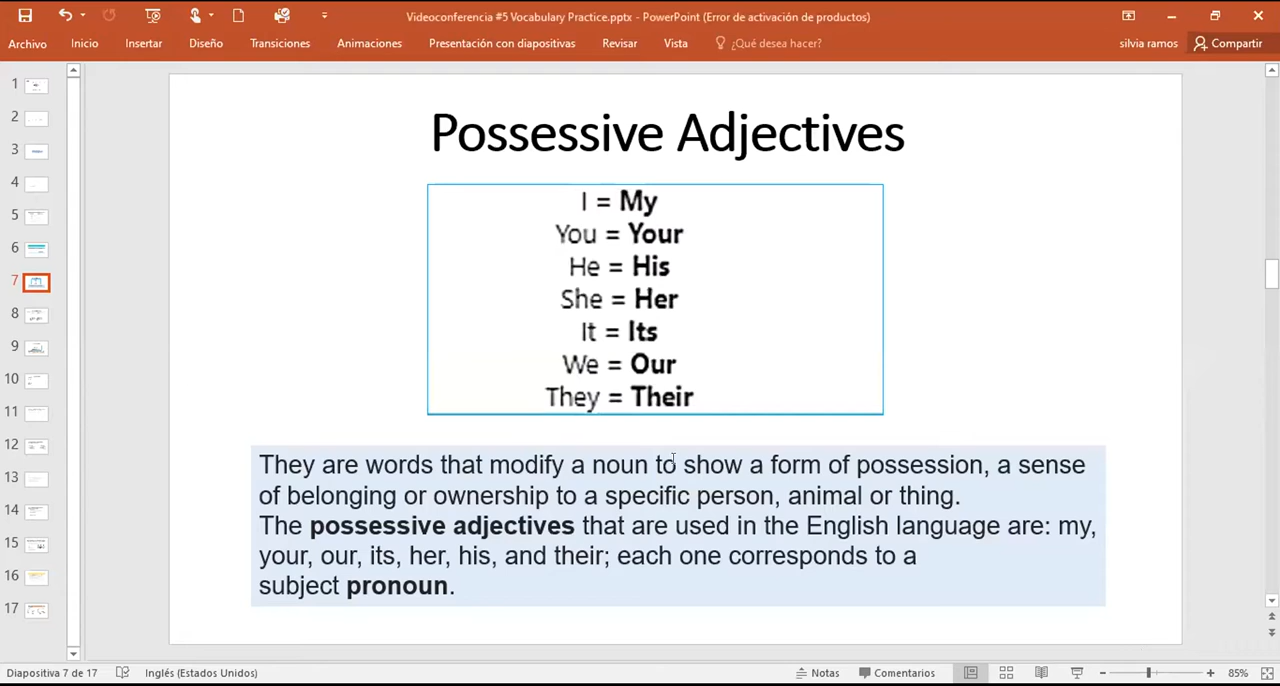 Videoconferencia #5 Vocabulary Practice.pptx - PowerPoint (Error de activación de productos)
Archivo Inicio Insertar Diseño Transiciones Animaciones Presentación con diapositivas Revisar Vista ¿Qué desea hacer? silvia ramos Compartir
1
2
3
4
5
6
7
8
9
10
11
12
13
14
15
16
17
Possessive Adjectives
I = My
You = Your
He = His
She = Her
It = Its
We = Our
They = Their
They are words that modify a noun to show a form of possession, a sense
of belonging or ownership to a specific person, animal or thing.
The possessive adjectives that are used in the English language are: my,
your, our, its, her, his, and their; each one corresponds to a
subject pronoun.
Diapositiva 7 de 17 Inglés (Estados Unidos) Notas Comentarios 85%